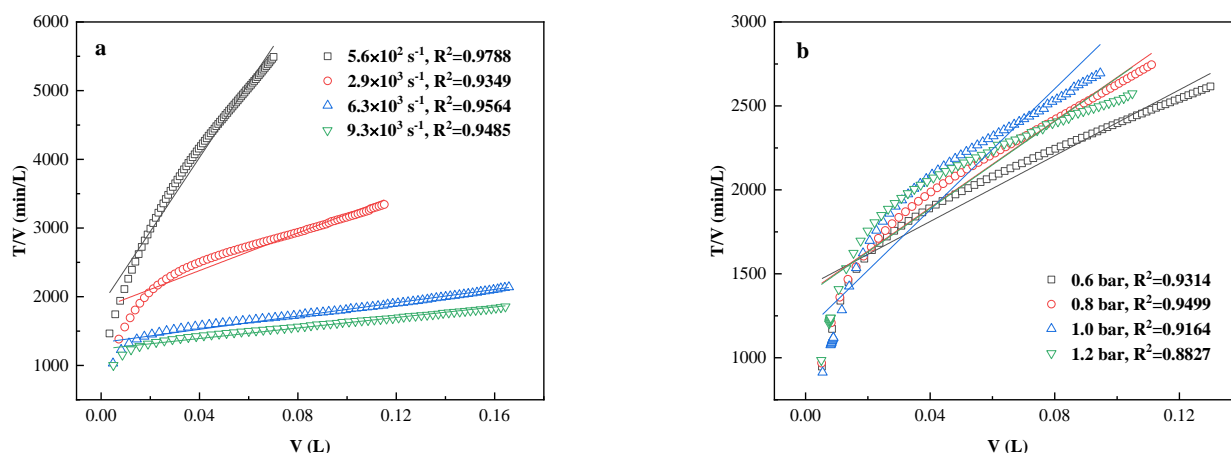 a
5.6×10² s⁻¹, R²=0.9788
2.9×10³ s⁻¹, R²=0.9349
6.3×10³ s⁻¹, R²=0.9564
9.3×10³ s⁻¹, R²=0.9485
6000
5000
4000
3000
2000
1000
T/V (min/L)
0.00 0.04 0.08 0.12 0.16
V (L)
b
3000
2500
2000
1500
1000
T/V (min/L)
0.6 bar, R²=0.9314
0.8 bar, R²=0.9499
1.0 bar, R²=0.9164
1.2 bar, R²=0.8827
0.00 0.04 0.08 0.12
V (L)